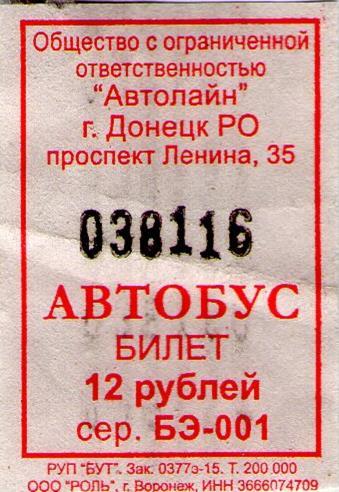 Общество с ограниченной
ответственностью
"Автолайн"
г. Донецк РО
проспект Ленина, 35
038116
АВТОБУС
БИЛЕТ
12 рублей
сер. БЭ-001
РУП "БУТ". Зак. 0377э-15. Т. 200 000
ООО "РОЛЬ", г. Воронеж, ИНН 3666074709